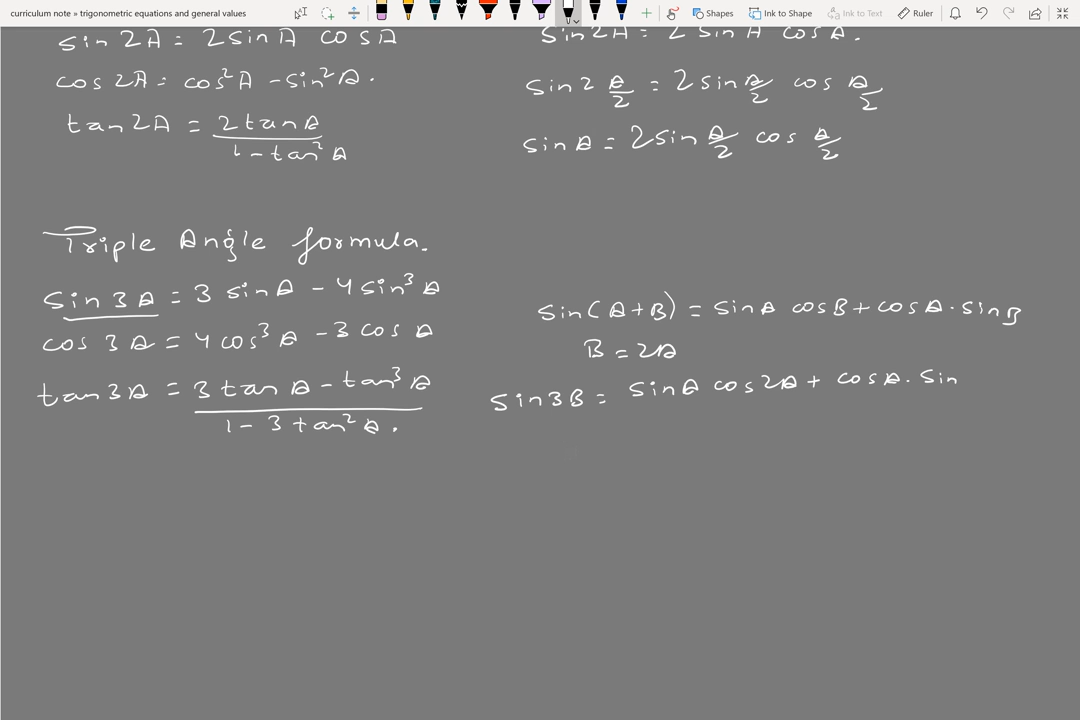 curriculum note » trigonometric equations and general values
Shapes Ink to Shape Ink to Text Ruler
sin 2A = 2 sin A cos A
cos 2A = cos²A - sin²A.
tan 2A = 2 tan A / 1 - tan²A
Sin 2A = 2 sin A cos A.
Sin 2 A/2 = 2 sin A/2 cos A/2
sin A = 2 sin A/2 cos A/2
Triple Angle formula.
Sin 3A = 3 sin A - 4 sin³ A
cos 3A = 4 cos³ A - 3 cos A
tan 3A = 3 tan A - tan³ A / 1 - 3 tan² A.
sin(A+B) = sin A cos B + cos A . sin B
B = 2A
Sin 3B = Sin A cos 2A + cos A . Sin